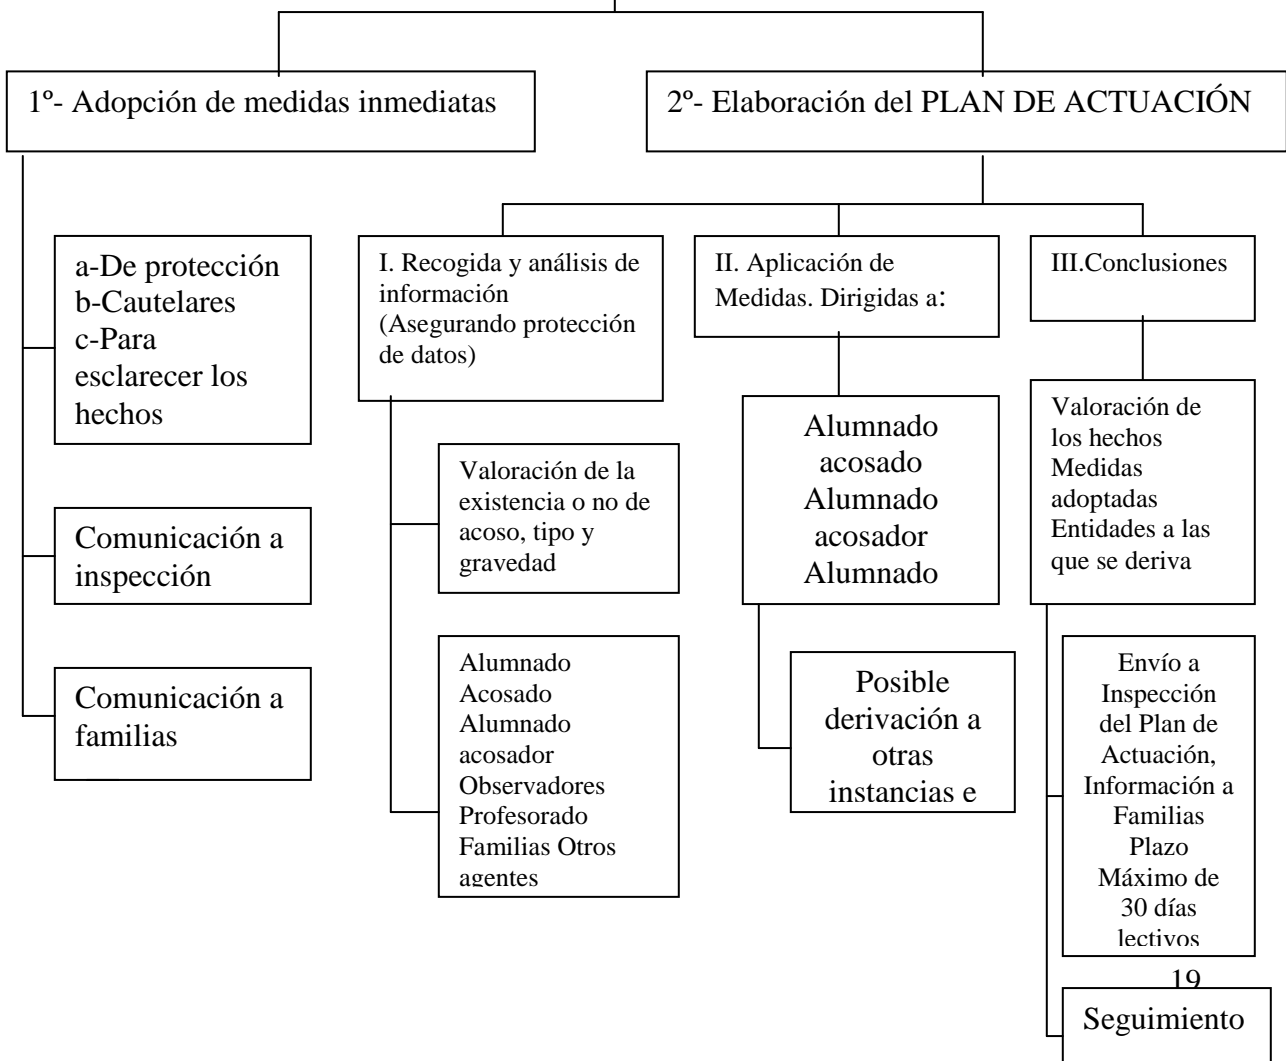 1º- Adopción de medidas inmediatas
2º- Elaboración del PLAN DE ACTUACIÓN
a-De protección
b-Cautelares
c-Para
esclarecer los
hechos
Comunicación a
inspección
Comunicación a
familias
I. Recogida y análisis de
información
(Asegurando protección
de datos)
Valoración de la
existencia o no de
acoso, tipo y
gravedad
Alumnado
Acosado
Alumnado
acosador
Observadores
Profesorado
Familias Otros
agentes
II. Aplicación de
Medidas. Dirigidas a:
Alumnado
acosado
Alumnado
acosador
Alumnado
Posible
derivación a
otras
instancias e
III.Conclusiones
Valoración de
los hechos
Medidas
adoptadas
Entidades a las
que se deriva
Envío a
Inspección
del Plan de
Actuación,
Información a
Familias
Plazo
Máximo de
30 días
lectivos
19
Seguimiento